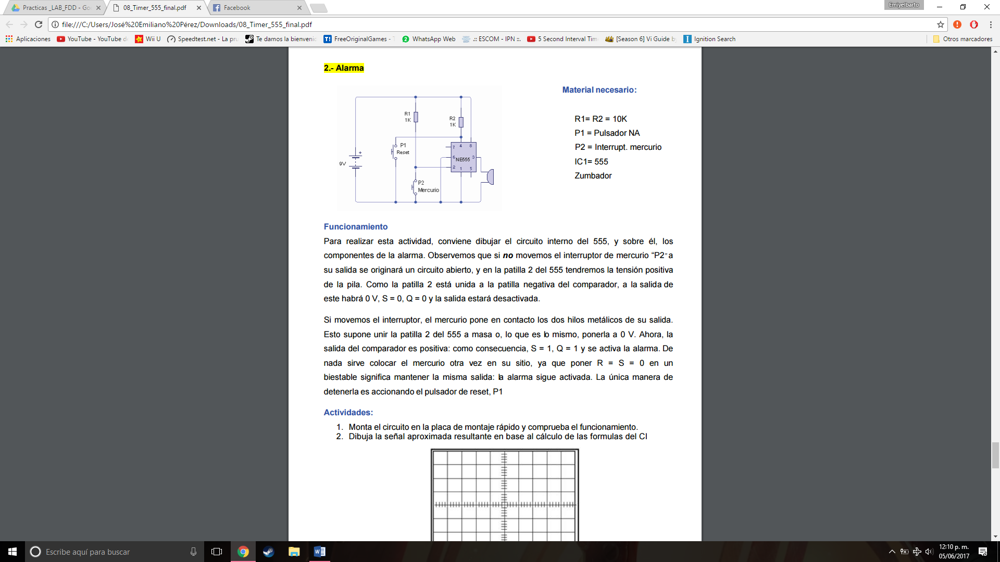 Practicas _LAB_FDD - Go
08_Timer_555_final.pdf
Facebook
Emiyelbarto
file:///C:/Users/José%20Emiliano%20Pérez/Downloads/08_Timer_555_final.pdf
Aplicaciones
YouTube - YouTube d
Wii U
Speedtest.net - La pr
Te damos la bienveni
FreeOriginalGames -
WhatsApp Web
.:: ESCOM - IPN ::.
5 Second Interval Tim
[Season 6] Vi Guide b
Ignition Search
Otros marcadores
2.- Alarma
R1
1K
R2
1K
P1
Reset
9V
+
7 4 8
6 NE555 3
2 1 5
P2
Mercurio
Material necesario:
R1= R2 = 10K
P1 = Pulsador NA
P2 = Interrupt. mercurio
IC1= 555
Zumbador
Funcionamiento
Para realizar esta actividad, conviene dibujar el circuito interno del 555, y sobre él, los
componentes de la alarma. Observemos que si no movemos el interruptor de mercurio “P2” a
su salida se originará un circuito abierto, y en la patilla 2 del 555 tendremos la tensión positiva
de la pila. Como la patilla 2 está unida a la patilla negativa del comparador, a la salida de
este habrá 0 V, S = 0, Q = 0 y la salida estará desactivada.
Si movemos el interruptor, el mercurio pone en contacto los dos hilos metálicos de su salida.
Esto supone unir la patilla 2 del 555 a masa o, lo que es lo mismo, ponerla a 0 V. Ahora, la
salida del comparador es positiva: como consecuencia, S = 1, Q = 1 y se activa la alarma. De
nada sirve colocar el mercurio otra vez en su sitio, ya que poner R = S = 0 en un
biestable significa mantener la misma salida: la alarma sigue activada. La única manera de
detenerla es accionando el pulsador de reset, P1
Actividades:
1. Monta el circuito en la placa de montaje rápido y comprueba el funcionamiento.
2. Dibuja la señal aproximada resultante en base al cálculo de las formulas del CI
Escribe aquí para buscar
12:10 p. m.
05/06/2017